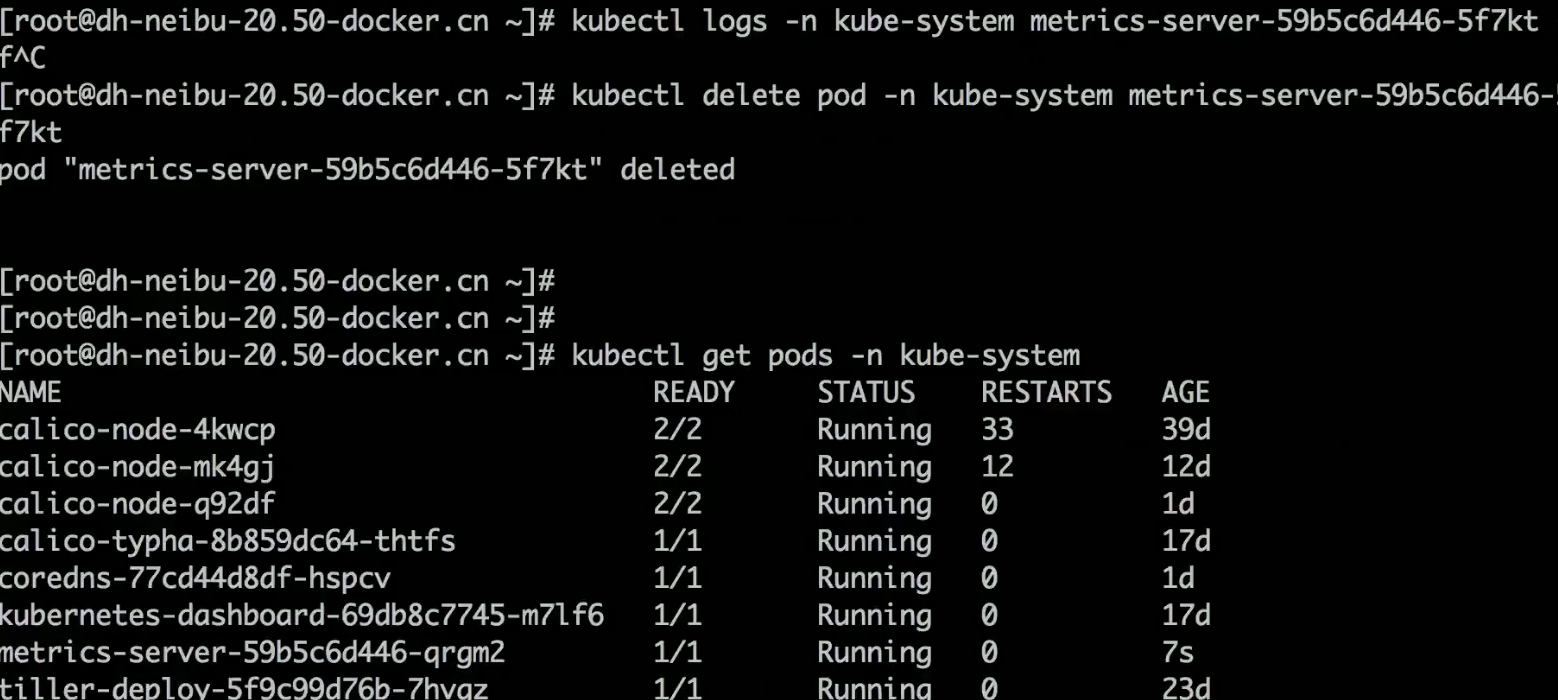 [root@dh-neibu-20.50-docker.cn ~]# kubectl logs -n kube-system metrics-server-59b5c6d446-5f7kt
f^C
[root@dh-neibu-20.50-docker.cn ~]# kubectl delete pod -n kube-system metrics-server-59b5c6d446-5
f7kt
pod "metrics-server-59b5c6d446-5f7kt" deleted
[root@dh-neibu-20.50-docker.cn ~]#
[root@dh-neibu-20.50-docker.cn ~]#
[root@dh-neibu-20.50-docker.cn ~]# kubectl get pods -n kube-system
NAME READY STATUS RESTARTS AGE
calico-node-4kwcp 2/2 Running 33 39d
calico-node-mk4gj 2/2 Running 12 12d
calico-node-q92df 2/2 Running 0 1d
calico-typha-8b859dc64-thtfs 1/1 Running 0 17d
coredns-77cd44d8df-hspcv 1/1 Running 0 1d
kubernetes-dashboard-69db8c7745-m7lf6 1/1 Running 0 17d
metrics-server-59b5c6d446-qrgm2 1/1 Running 0 7s
tiller-deploy-5f9c99d76b-7hvqz 1/1 Running 0 23d